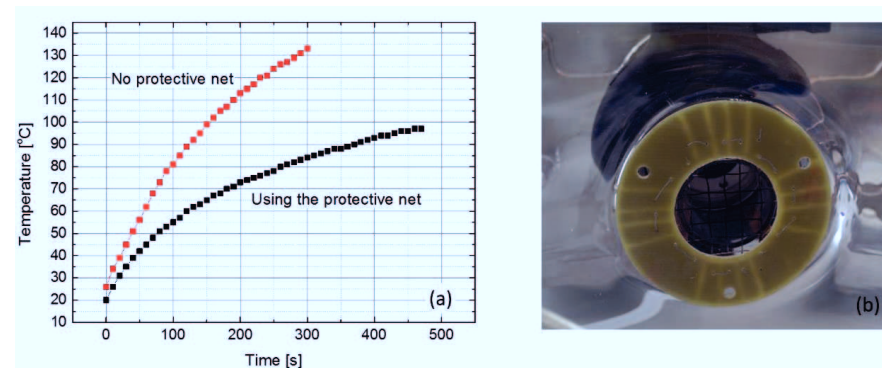 140
130
120
110
100
90
80
70
60
50
40
30
20
10
Temperature [°C]
No protective net
Using the protective net
(a)
0 100 200 300 400 500
Time [s]
(b)